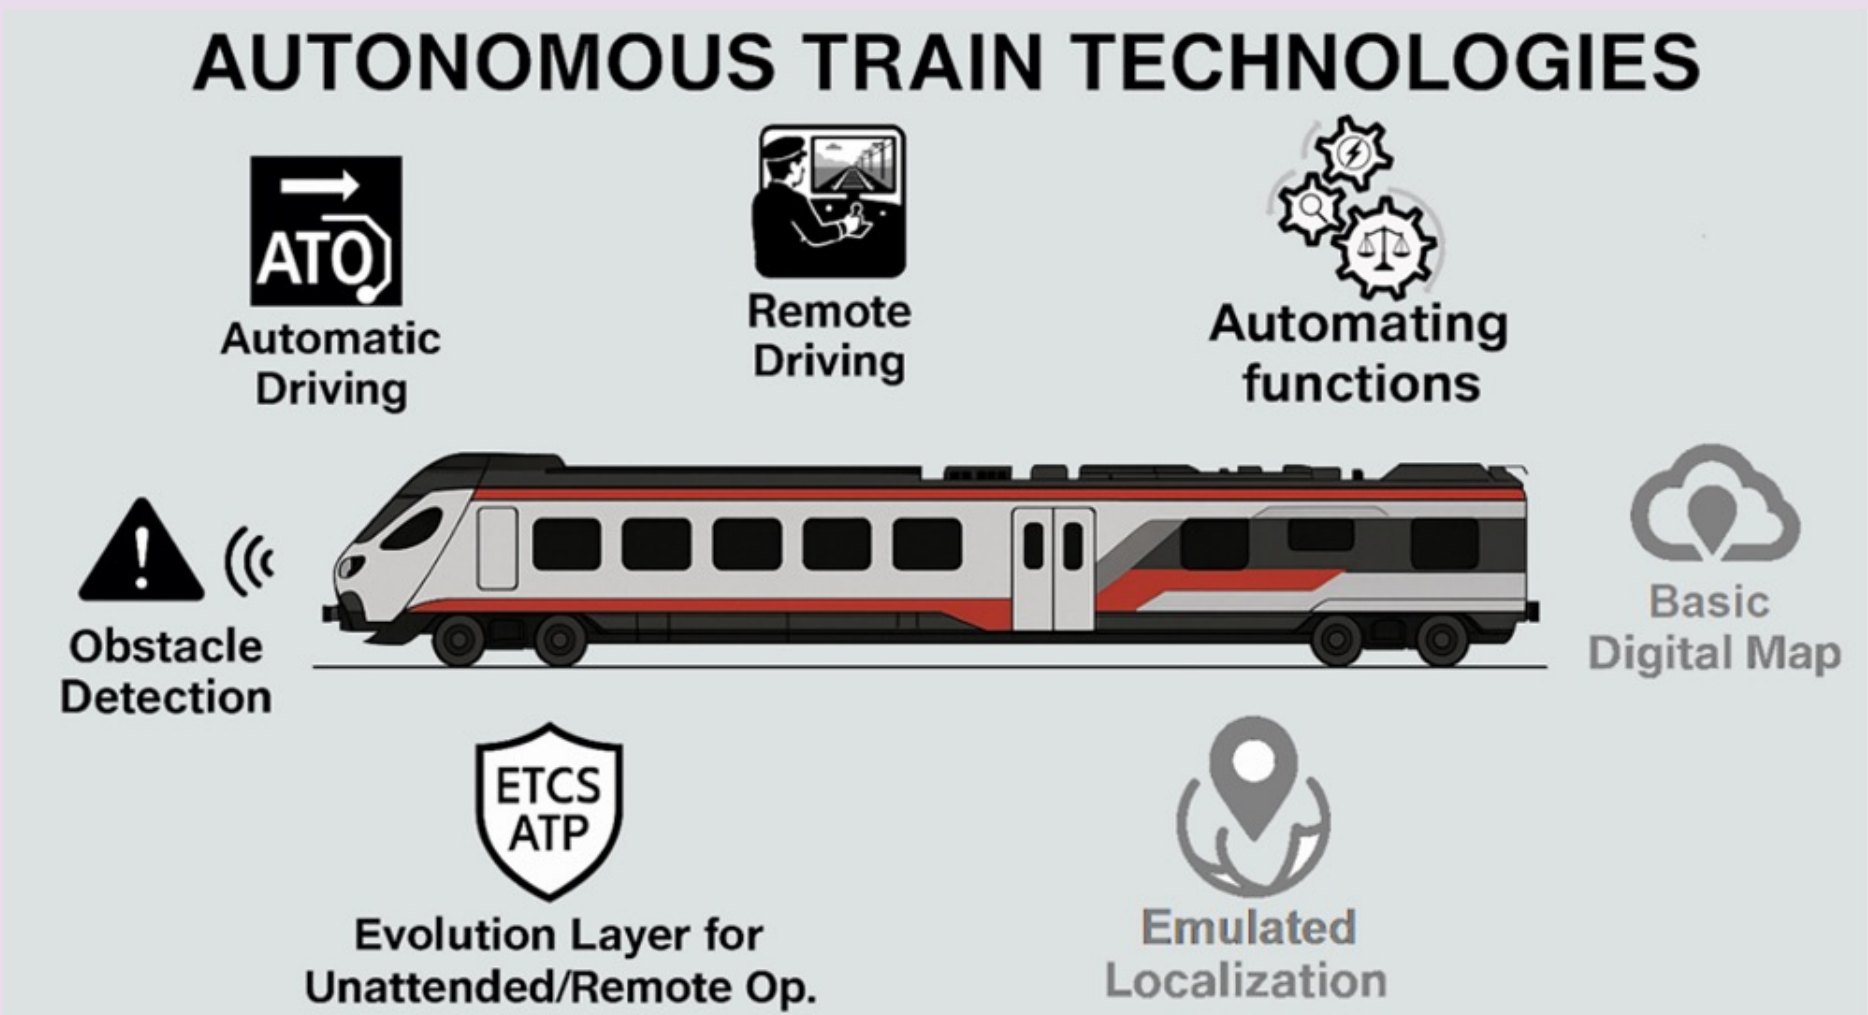 AUTONOMOUS TRAIN TECHNOLOGIES
ATO
Automatic
Driving
Remote
Driving
Automating
functions
Obstacle
Detection
Basic
Digital Map
ETCS
ATP
Evolution Layer for
Unattended/Remote Op.
Emulated
Localization